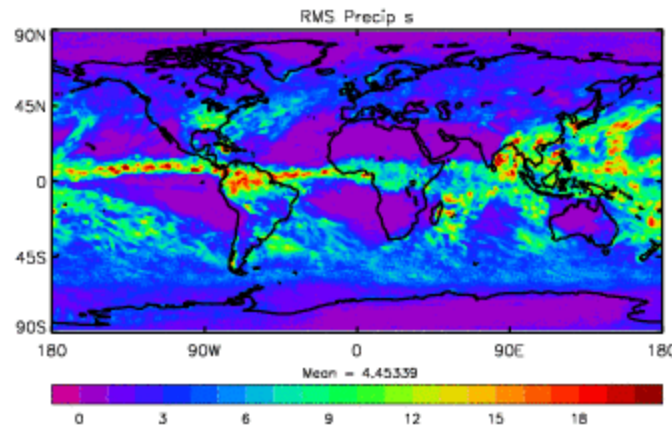 RMS Precip s
90N
45N
0
45S
90S
180 90W 0 90E 180
Mean = 4.45339
0 3 6 9 12 15 18